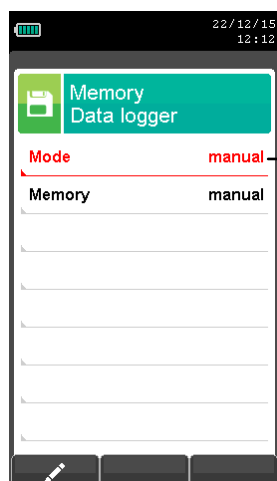 22/12/15
12:12
Memory
Data logger
Mode manual
Memory manual